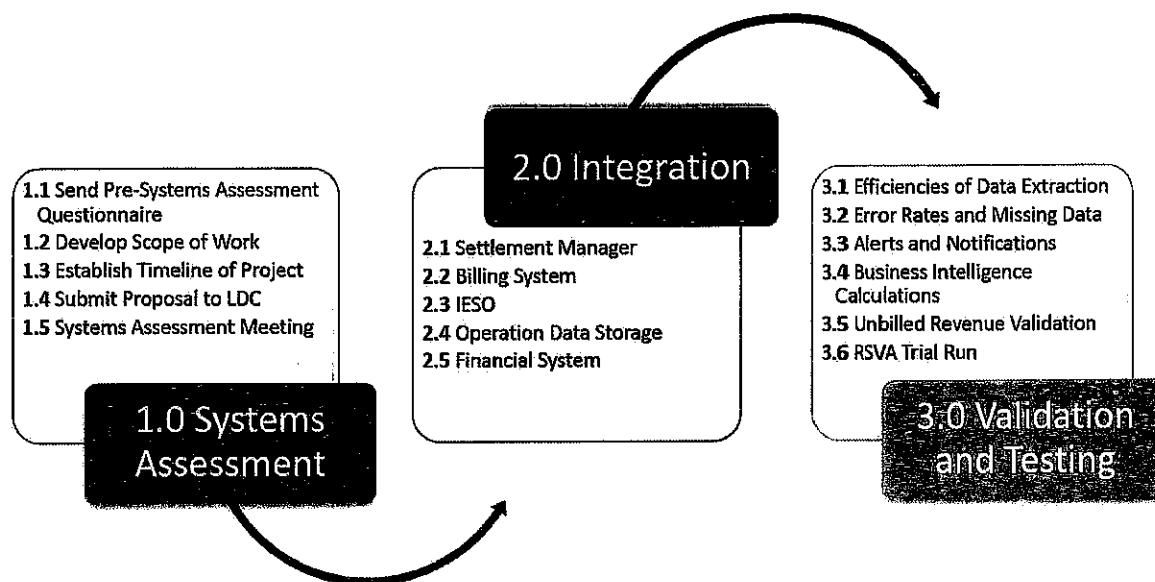 1.1 Send Pre-Systems Assessment
Questionnaire
1.2 Develop Scope of Work
1.3 Establish Timeline of Project
1.4 Submit Proposal to LDC
1.5 Systems Assessment Meeting
1.0 Systems
Assessment
2.0 Integration
2.1 Settlement Manager
2.2 Billing System
2.3 IESO
2.4 Operation Data Storage
2.5 Financial System
3.1 Efficiencies of Data Extraction
3.2 Error Rates and Missing Data
3.3 Alerts and Notifications
3.4 Business Intelligence
Calculations
3.5 Unbilled Revenue Validation
3.6 RSVA Trial Run
3.0 Validation
and Testing